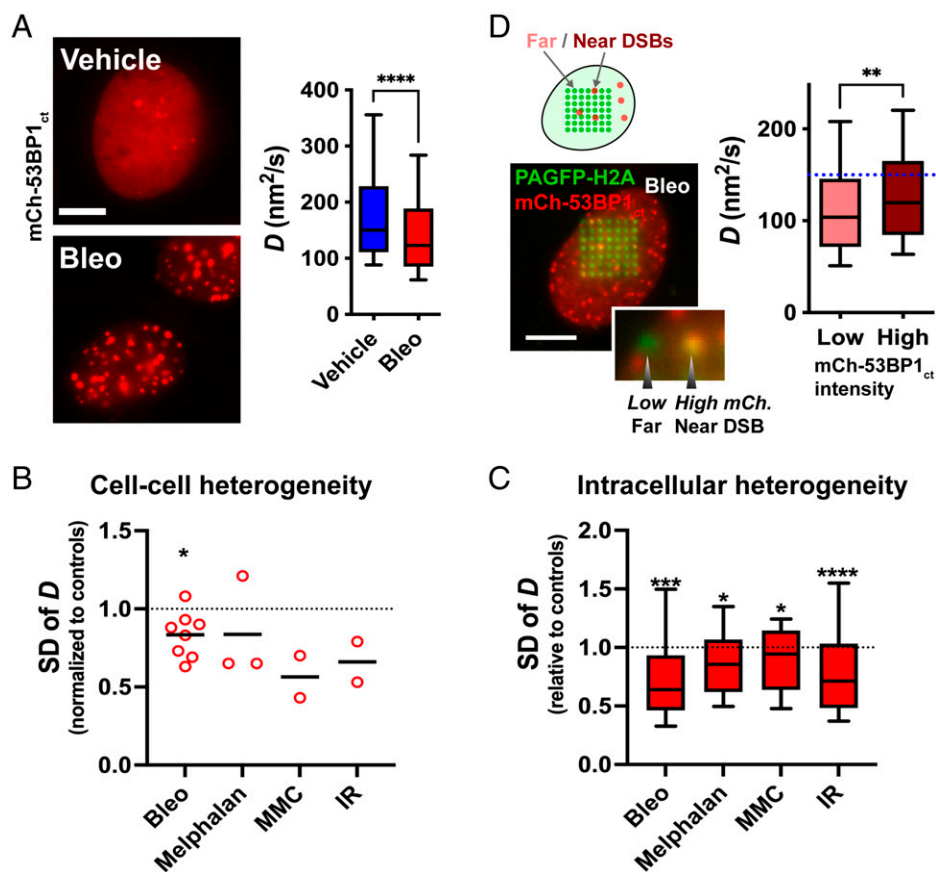 A
Vehicle
mCh-53BP1ct
Bleo
****
D (nm2/s)
400
300
200
100
0
Vehicle
Bleo
D
Far / Near DSBs
PAGFP-H2A
Bleo
mCh-53BP1ct
Low High mCh.
Far Near DSB
**
D (nm2/s)
200
100
0
Low High
mCh-53BP1ct
intensity
B
Cell-cell heterogeneity
SD of D
(normalized to controls)
1.5
1.0
0.5
0.0
*
Bleo
Melphalan
MMC
IR
C
Intracellular heterogeneity
SD of D
(relative to controls)
2.0
1.5
1.0
0.5
0.0
***
*
*
****
Bleo
Melphalan
MMC
IR